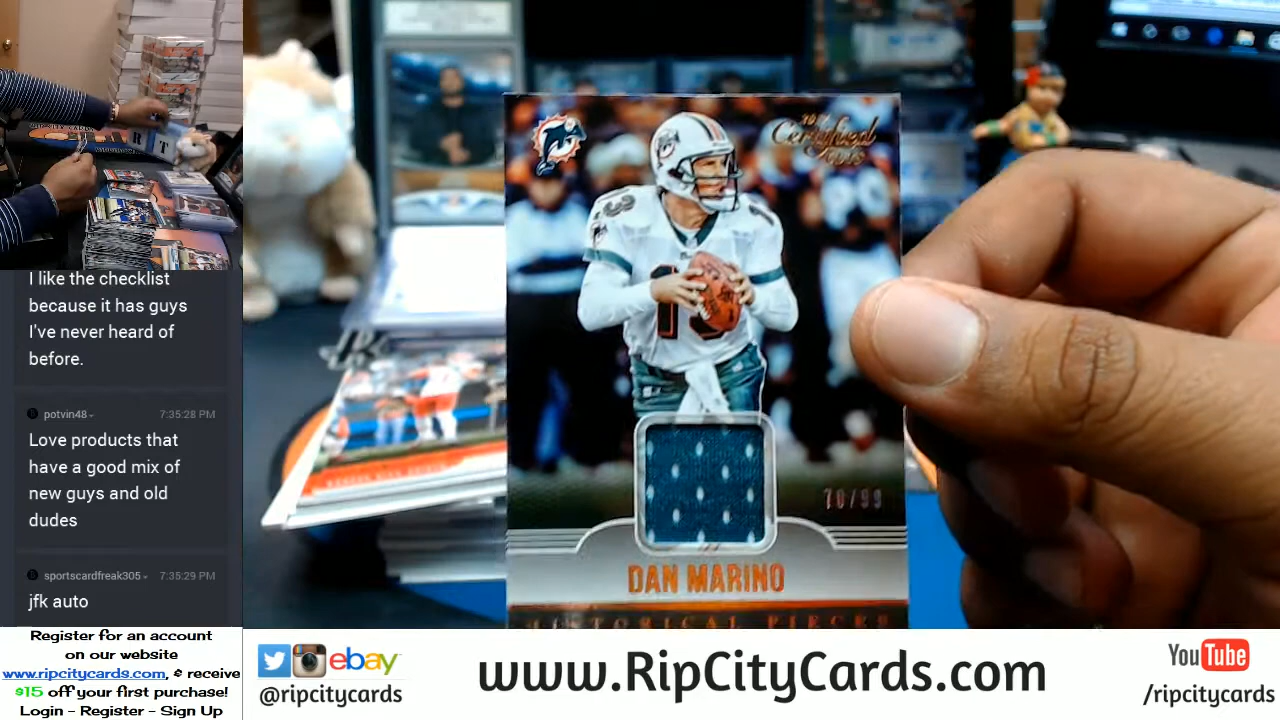 I like the checklist
because it has guys
I've never heard of
before.
potvin48
7:35:28 PM
Love products that
have a good mix of
new guys and old
dudes
sportscardfreak305
7:35:29 PM
jfk auto
Register for an account
on our website
www.ripcitycards.com, & receive
$15 off your first purchase!
Login - Register - Sign Up
Certified
13
70/99
DAN MARINO
HISTORICAL PIECES
ebay
@ripcitycards
www.RipCityCards.com
YouTube
/ripcitycards